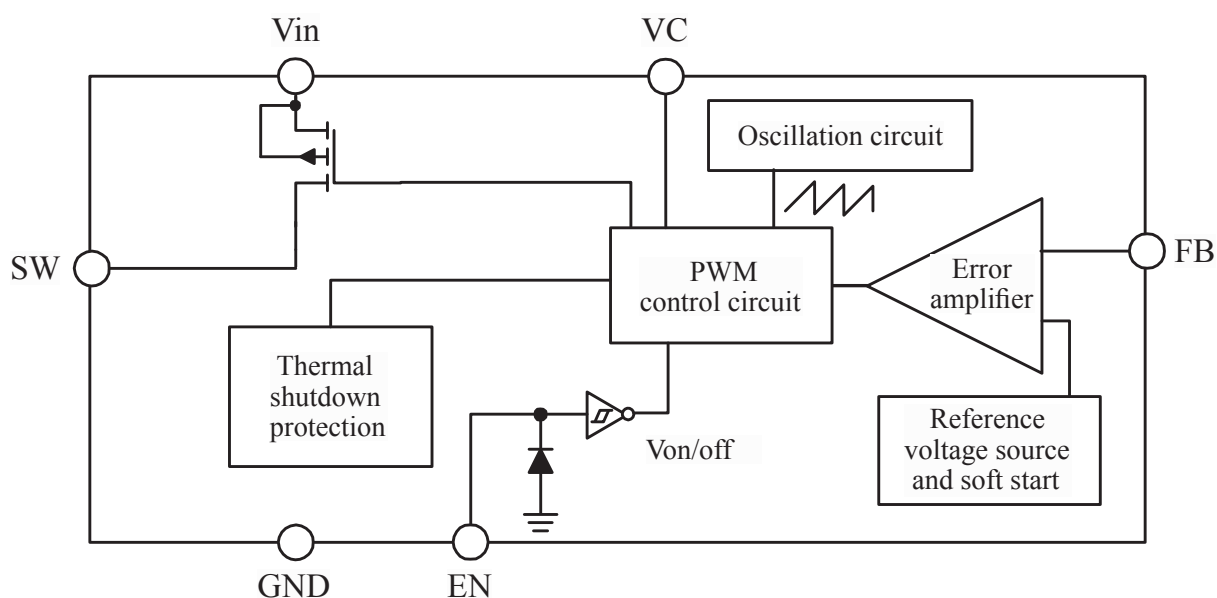 Vin
VC
Oscillation circuit
SW
PWM
control circuit
Error
amplifier
FB
Thermal
shutdown
protection
Von/off
Reference
voltage source
and soft start
GND
EN